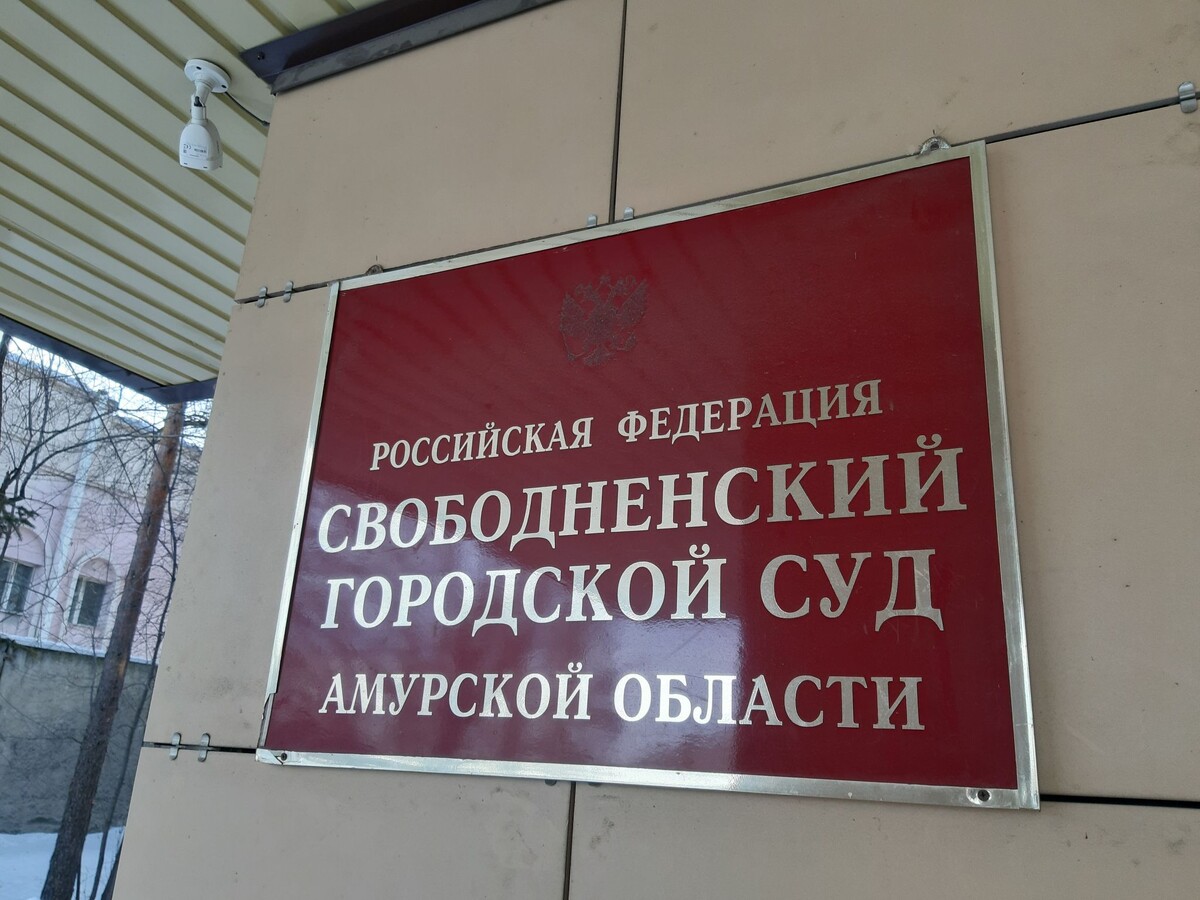 РОССИЙСКАЯ ФЕДЕРАЦИЯ
СВОБОДНЕНСКИЙ
ГОРОДСКОЙ СУД
АМУРСКОЙ ОБЛАСТИ